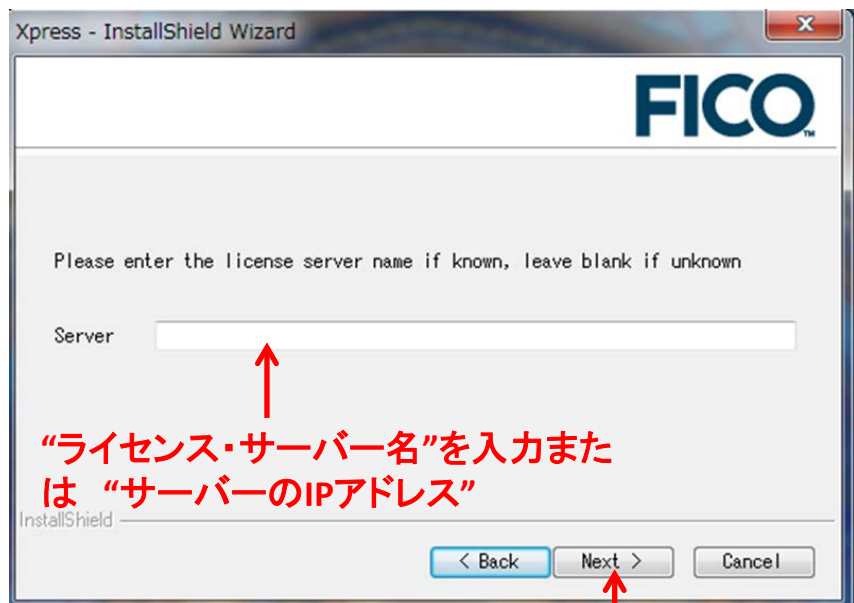 Xpress - InstallShield Wizard
FICO™
Please enter the license server name if known, leave blank if unknown
Server
“ライセンス・サーバー名”を入力また
は “サーバーのIPアドレス”
InstallShield
< Back Next > Cancel